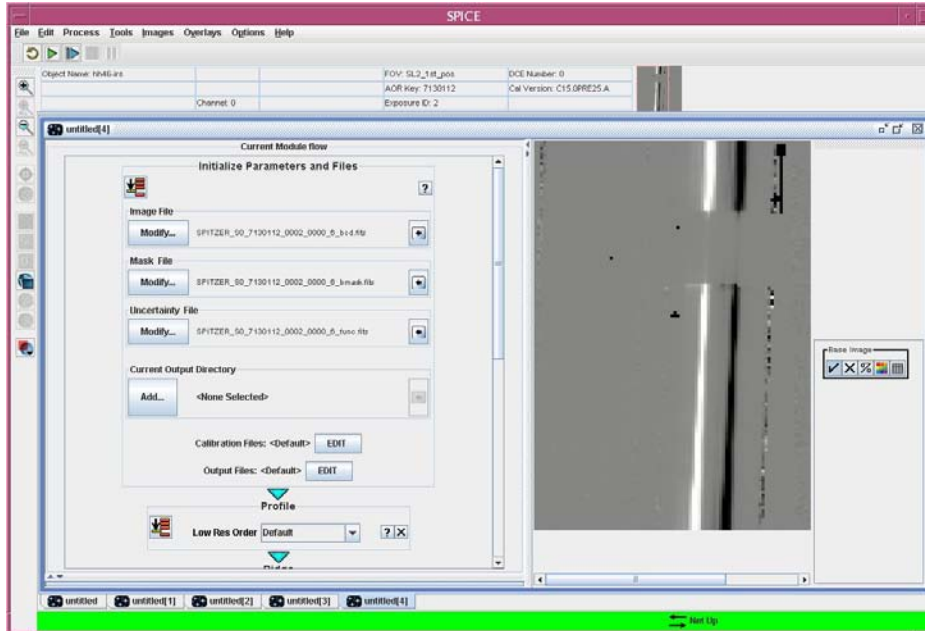 SPICE
File Edit Process Tools Images Overlays Options Help
Object Name: hh46-irs FOV: SL2_1st_pos DCE Number: 0
AOR Key: 7130112 Cal Version: C15.0PRE25.A
Channel: 0 Exposure ID: 2
untitled[4]
Current Module flow
Initialize Parameters and Files
?
Image File
Modify... SPITZER_S0_7130112_0002_0000_6_bcd.fits
Mask File
Modify... SPITZER_S0_7130112_0002_0000_6_bmask.fits
Uncertainty File
Modify... SPITZER_S0_7130112_0002_0000_6_func.fits
Current Output Directory
Add... <None Selected>
Calibration Files: <Default> EDIT
Output Files: <Default> EDIT
Profile
Low Res Order Default ? X
Ridge
Base Image
untitled untitled[1] untitled[2] untitled[3] untitled[4]
Net Up